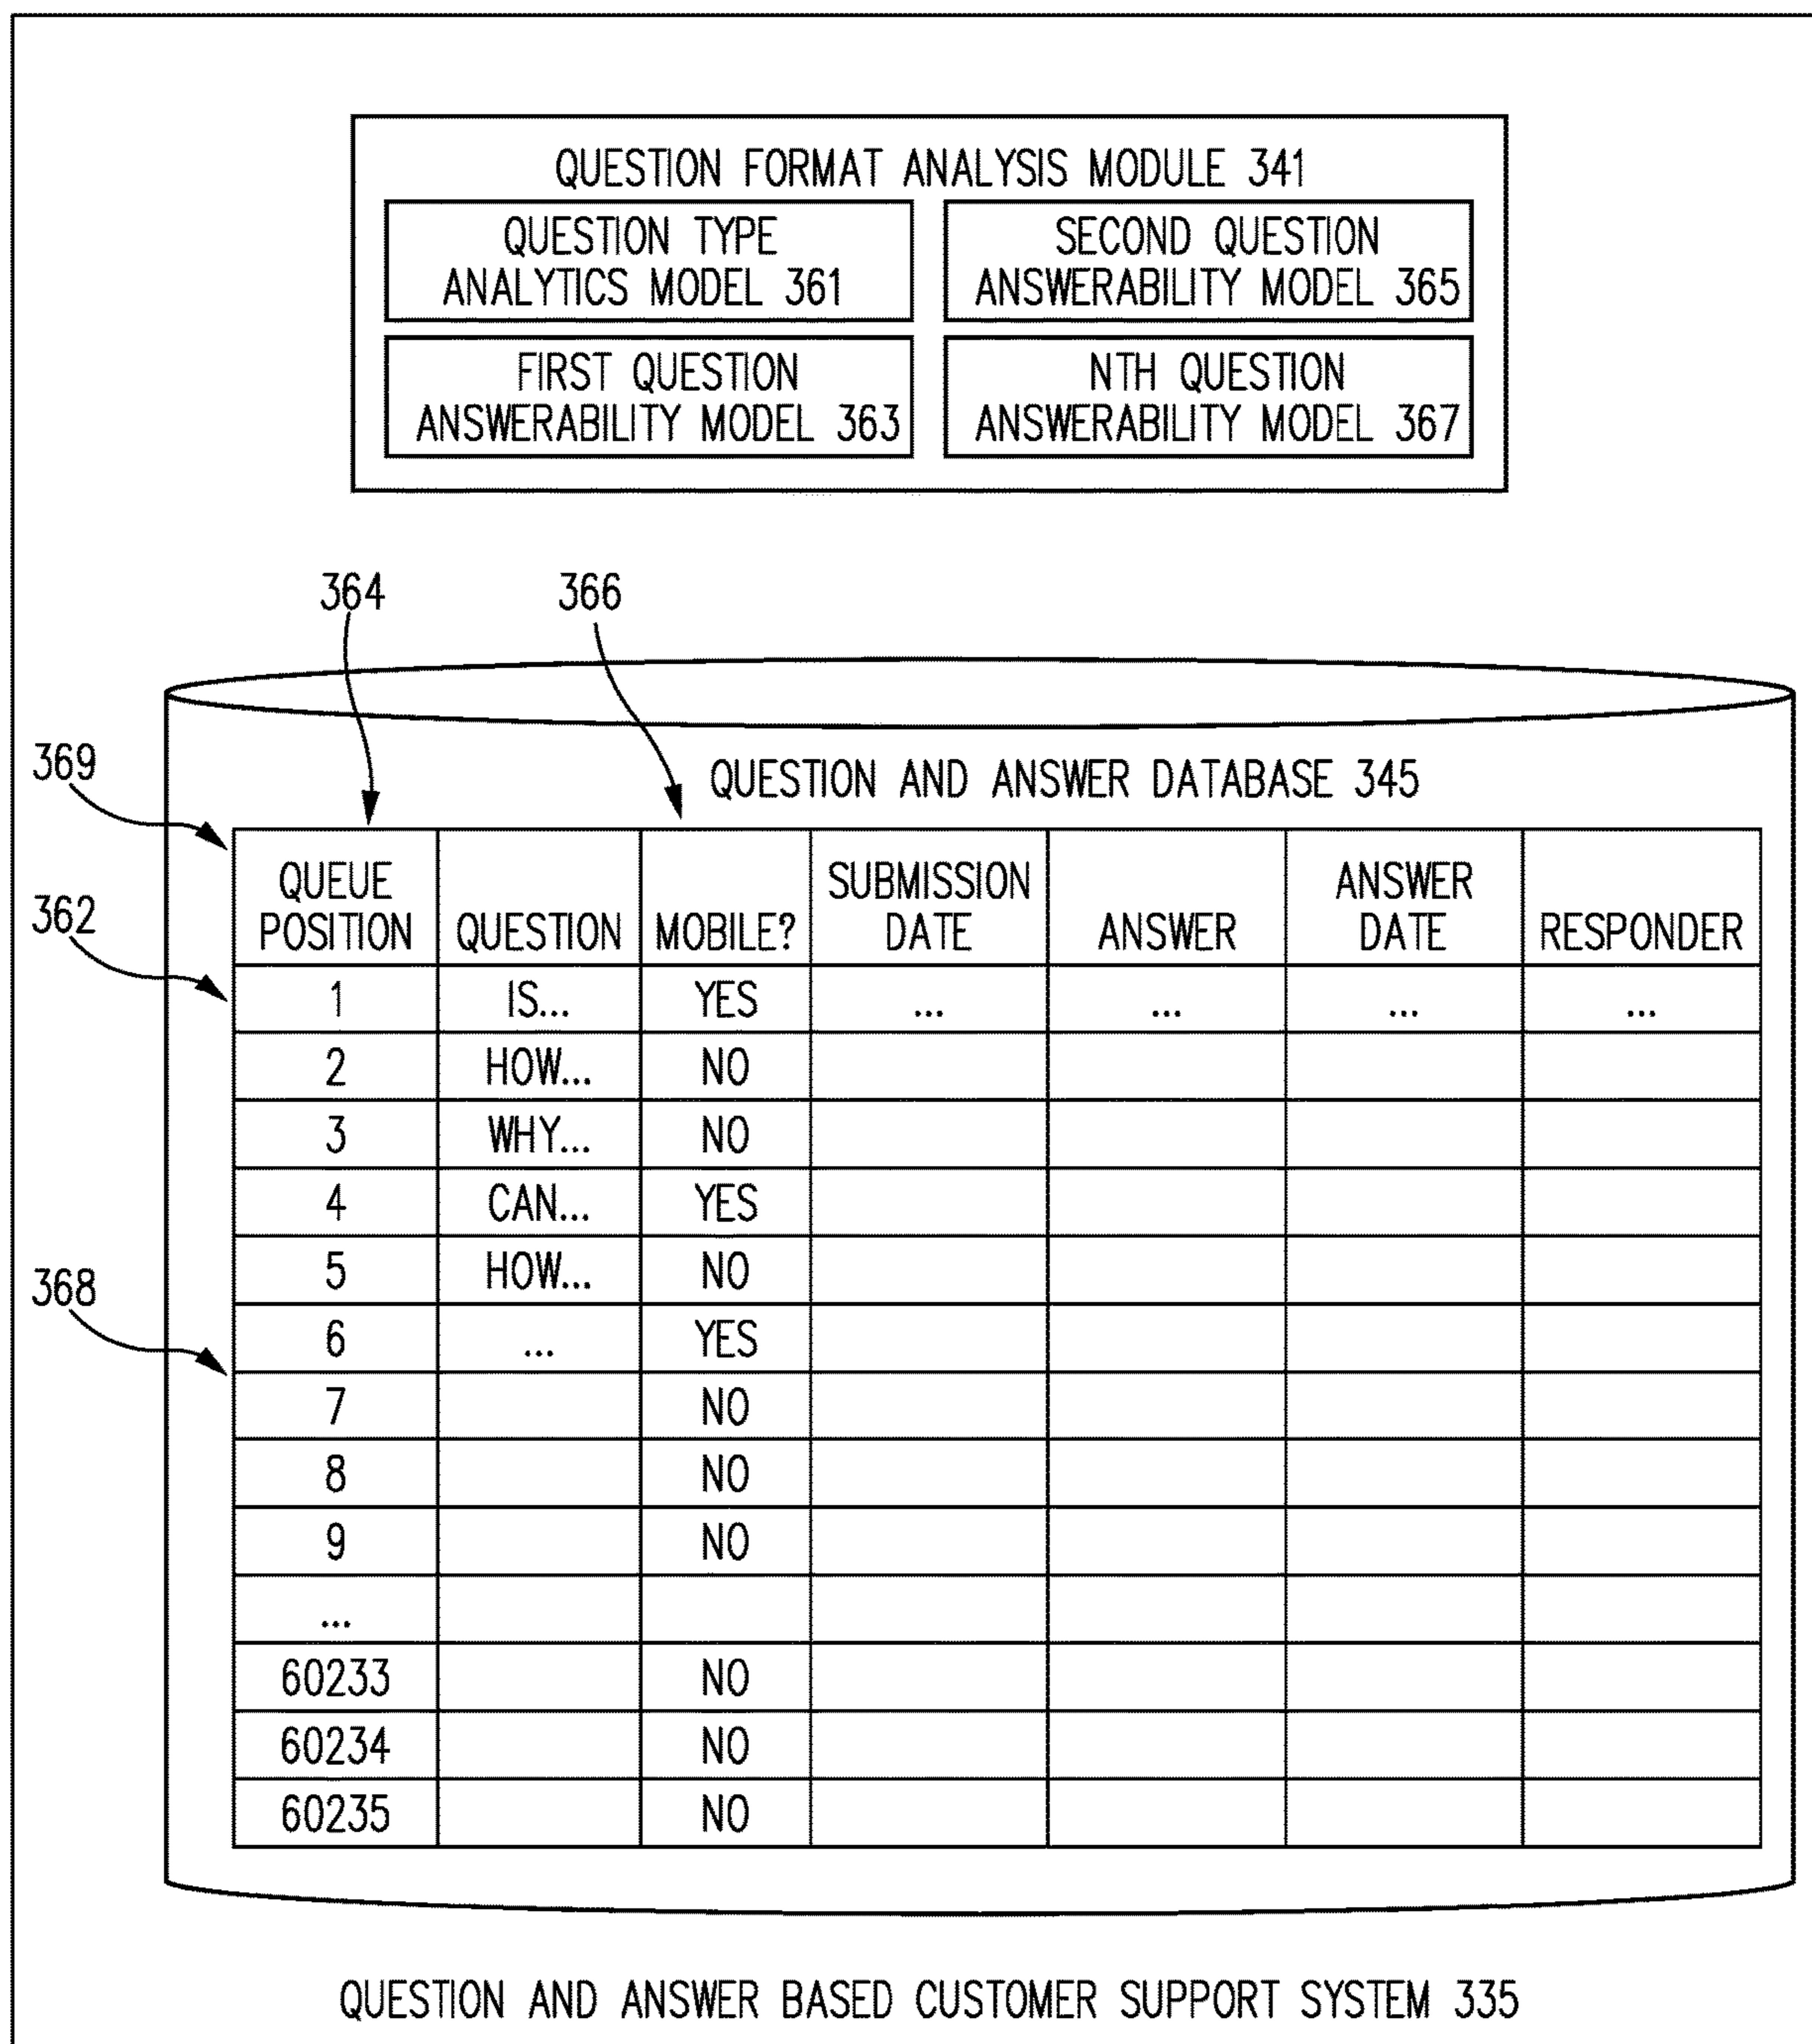 QUESTION FORMAT ANALYSIS MODULE 341
QUESTION TYPE
ANALYTICS MODEL 361
SECOND QUESTION
ANSWERABILITY MODEL 365
FIRST QUESTION
ANSWERABILITY MODEL 363
NTH QUESTION
ANSWERABILITY MODEL 367
364
366
369
QUESTION AND ANSWER DATABASE 345
362
QUEUE POSITION QUESTION MOBILE? SUBMISSION DATE ANSWER ANSWER DATE RESPONDER
1 IS... YES ... ... ... ...
2 HOW... NO
3 WHY... NO
4 CAN... YES
5 HOW... NO
368
6 ... YES
7 NO
8 NO
9 NO
...
60233 NO
60234 NO
60235 NO
QUESTION AND ANSWER BASED CUSTOMER SUPPORT SYSTEM 335